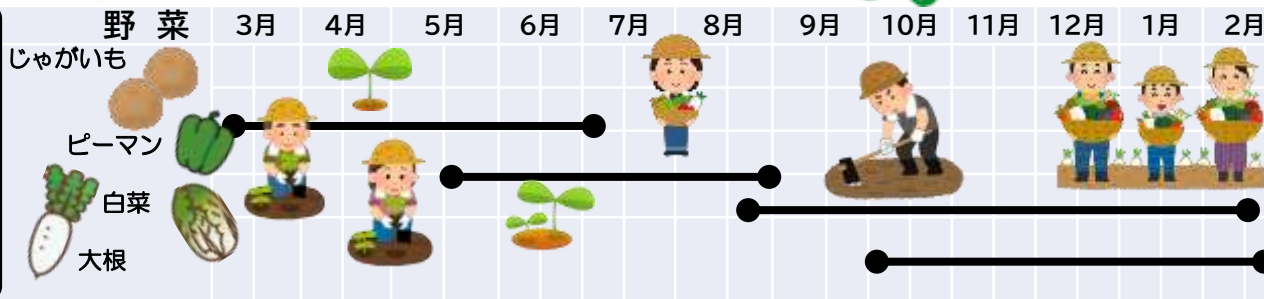 野 菜 3月 4月 5月 6月 7月 8月 9月 10月 11月 12月 1月 2月
じゃがいも
ピーマン
白菜
大根